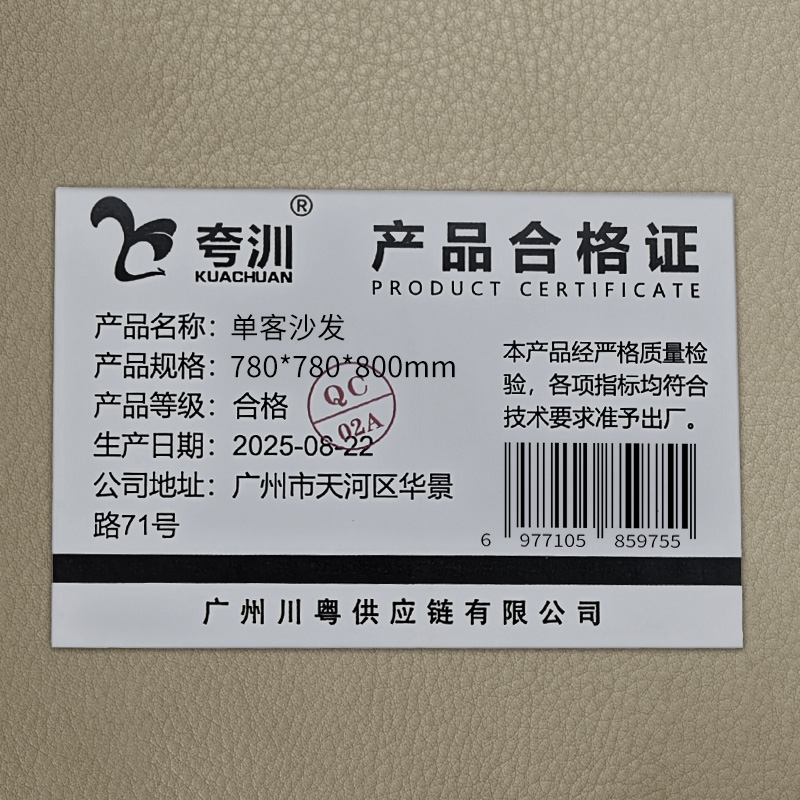 夸洲®
KUACHUAN
产品合格证
PRODUCT CERTIFICATE
产品名称：单客沙发
产品规格：780*780*800mm
产品等级：合格
生产日期：2025-08-22
公司地址：广州市天河区华景
路71号
QC
02A
本产品经严格质量检
验，各项指标均符合
技术要求准予出厂。
6 977105 859755
广州川粤供应链有限公司